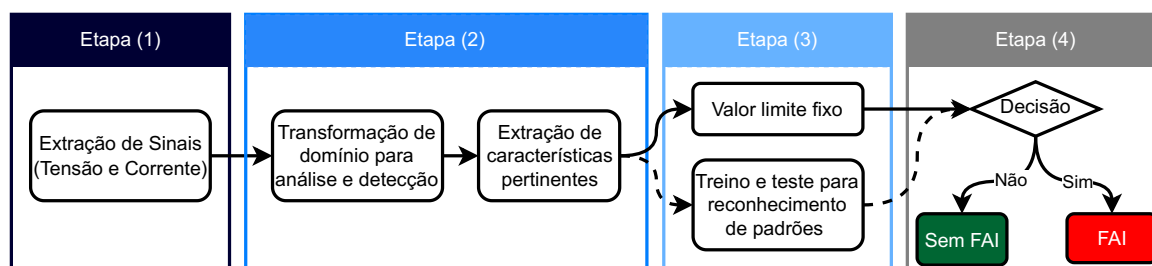 Etapa (1)
Etapa (2)
Etapa (3)
Etapa (4)
Extração de Sinais
(Tensão e Corrente)
Transformação de
domínio para
análise e detecção
Extração de
características
pertinentes
Valor limite fixo
Treino e teste para
reconhecimento
de padrões
Decisão
Não
Sim
Sem FAI
FAI